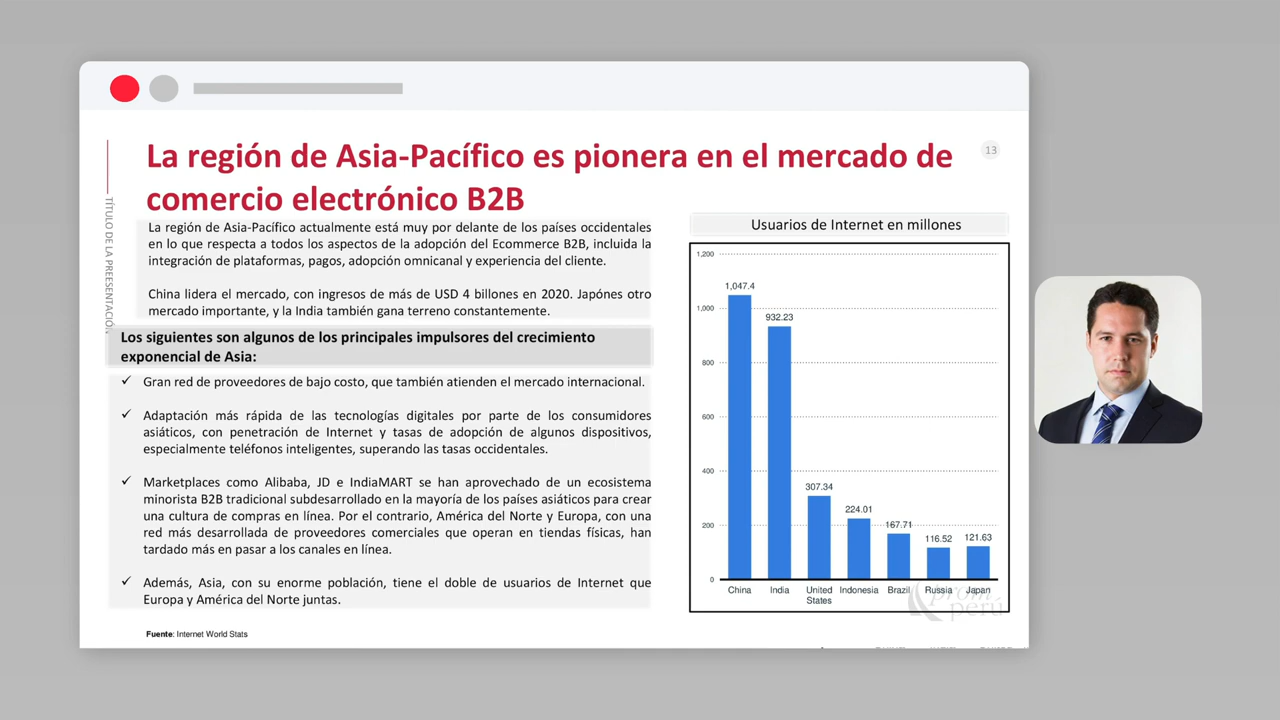 La región de Asia-Pacífico es pionera en el mercado de
comercio electrónico B2B
13
TÍTULO DE LA PREESENTACIÓN
La región de Asia-Pacífico actualmente está muy por delante de los países occidentales
en lo que respecta a todos los aspectos de la adopción del Ecommerce B2B, incluida la
integración de plataformas, pagos, adopción omnicanal y experiencia del cliente.
China lidera el mercado, con ingresos de más de USD 4 billones en 2020. Japónes otro
mercado importante, y la India también gana terreno constantemente.
Los siguientes son algunos de los principales impulsores del crecimiento
exponencial de Asia:
✓ Gran red de proveedores de bajo costo, que también atienden el mercado internacional.
✓ Adaptación más rápida de las tecnologías digitales por parte de los consumidores
asiáticos, con penetración de Internet y tasas de adopción de algunos dispositivos,
especialmente teléfonos inteligentes, superando las tasas occidentales.
✓ Marketplaces como Alibaba, JD e IndiaMART se han aprovechado de un ecosistema
minorista B2B tradicional subdesarrollado en la mayoría de los países asiáticos para crear
una cultura de compras en línea. Por el contrario, América del Norte y Europa, con una
red más desarrollada de proveedores comerciales que operan en tiendas físicas, han
tardado más en pasar a los canales en línea.
✓ Además, Asia, con su enorme población, tiene el doble de usuarios de Internet que
Europa y América del Norte juntas.
Fuente: Internet World Stats
Usuarios de Internet en millones
1,200
1,000
800
600
400
200
0
1,047.4
932.23
307.34
224.01
167.71
116.52
121.63
China India United States Indonesia Brazil Russia Japan
prom
perú